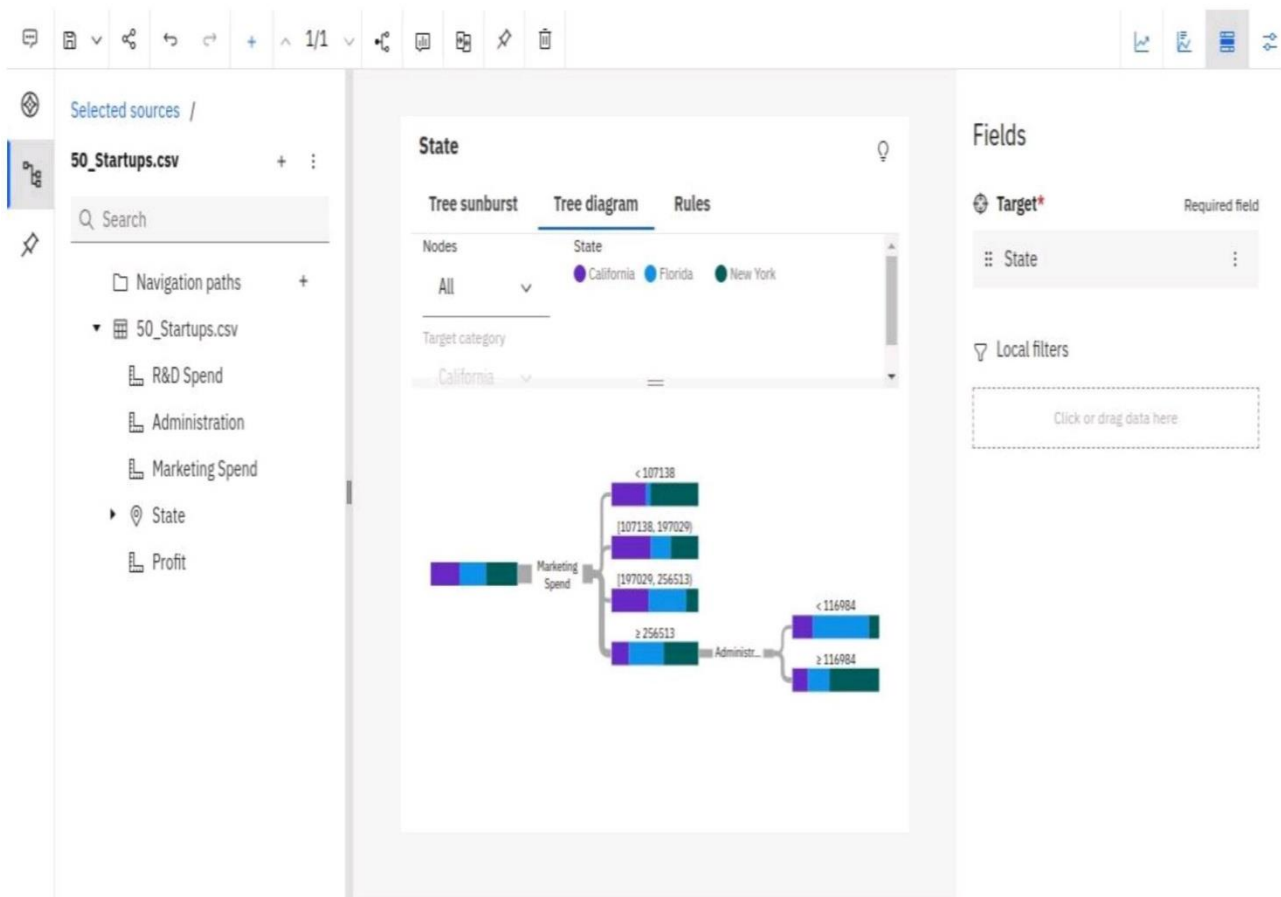 1/1
Selected sources /
50_Startups.csv
Search
Navigation paths
50_Startups.csv
R&D Spend
Administration
Marketing Spend
State
Profit
State
Tree sunburst Tree diagram Rules
Nodes
All
State
California Florida New York
Target category
California
< 107138
[107138, 197029)
Marketing
Spend
[197029, 256513)
≥ 256513
Administr...
< 116984
≥ 116984
Fields
Target* Required field
State
Local filters
Click or drag data here